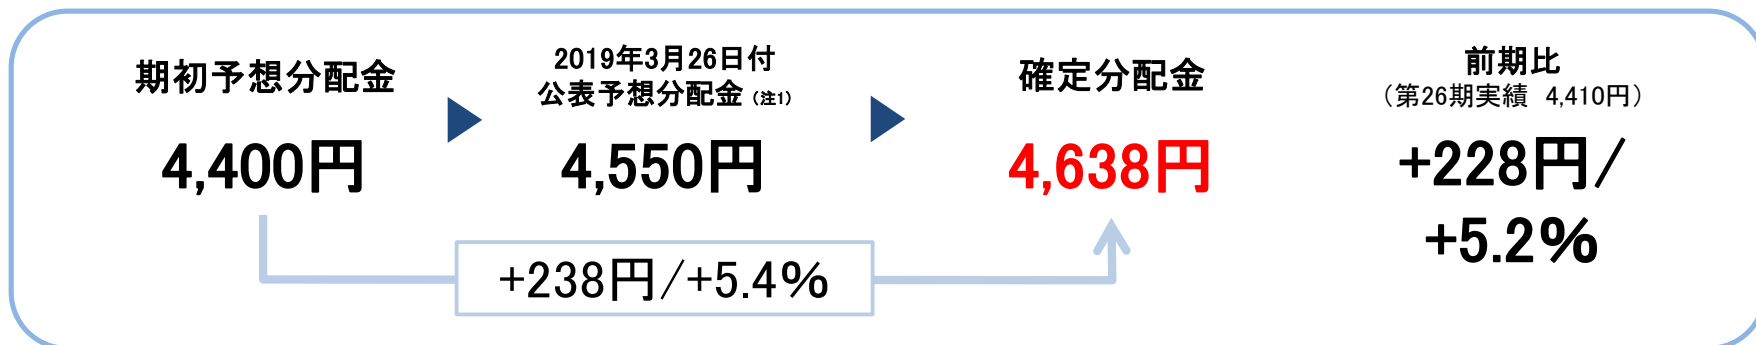 期初予想分配金
4,400円
2019年3月26日付
公表予想分配金 (注1)
4,550円
確定分配金
4,638円
前期比
(第26期実績 4,410円)
+228円/
+5.2%
+238円/+5.4%